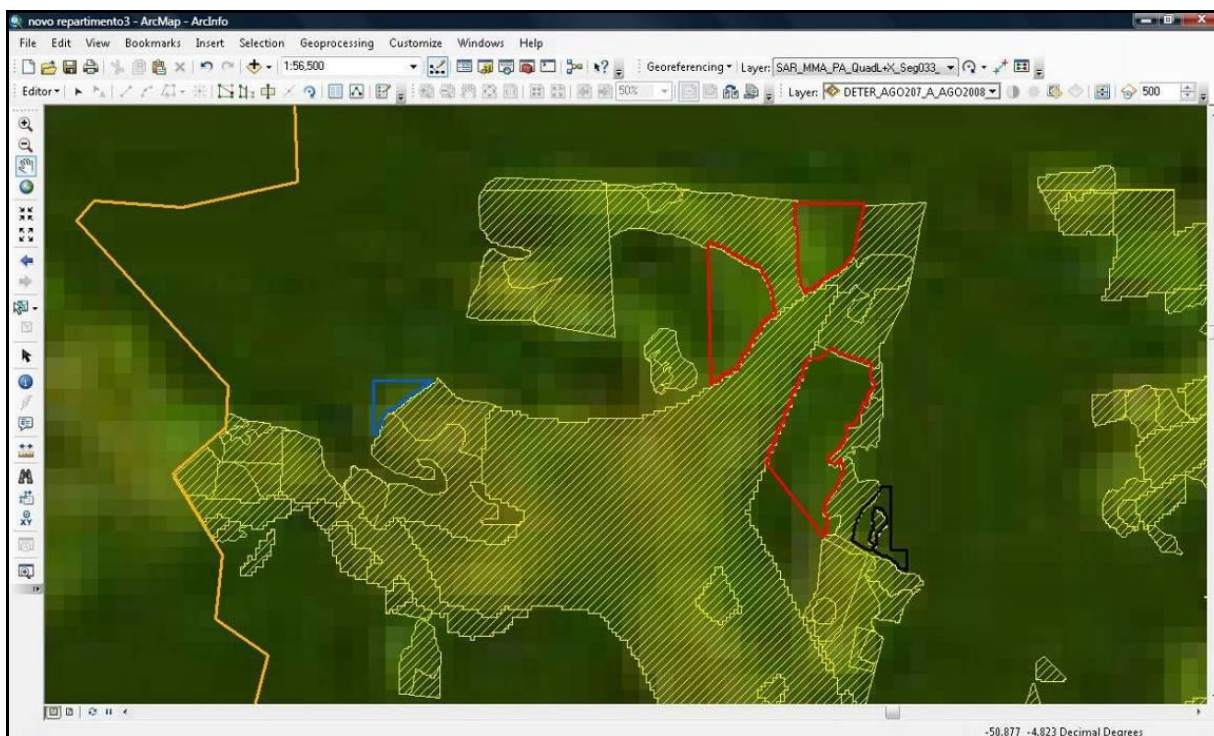 novo repartimento3 - ArcMap - ArcInfo
File Edit View Bookmarks Insert Selection Geoprocessing Customize Windows Help
1:56,500 Georeferencing Layer: SAR_MMA_PA_QuadL+X_Seg033_
Editor 50% Layer: DETER_AGO207_A_AGO2008 500
XY
-50.877 -4.823 Decimal Degrees